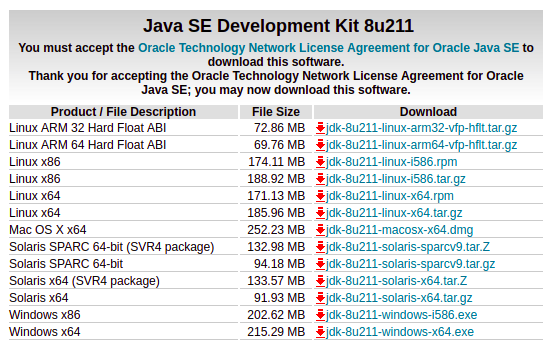 Java SE Development Kit 8u211
You must accept the Oracle Technology Network License Agreement for Oracle Java SE to
download this software.
Thank you for accepting the Oracle Technology Network License Agreement for Oracle
Java SE; you may now download this software.
Product / File Description File Size Download
Linux ARM 32 Hard Float ABI 72.86 MB jdk-8u211-linux-arm32-vfp-hflt.tar.gz
Linux ARM 64 Hard Float ABI 69.76 MB jdk-8u211-linux-arm64-vfp-hflt.tar.gz
Linux x86 174.11 MB jdk-8u211-linux-i586.rpm
Linux x86 188.92 MB jdk-8u211-linux-i586.tar.gz
Linux x64 171.13 MB jdk-8u211-linux-x64.rpm
Linux x64 185.96 MB jdk-8u211-linux-x64.tar.gz
Mac OS X x64 252.23 MB jdk-8u211-macosx-x64.dmg
Solaris SPARC 64-bit (SVR4 package) 132.98 MB jdk-8u211-solaris-sparcv9.tar.Z
Solaris SPARC 64-bit 94.18 MB jdk-8u211-solaris-sparcv9.tar.gz
Solaris x64 (SVR4 package) 133.57 MB jdk-8u211-solaris-x64.tar.Z
Solaris x64 91.93 MB jdk-8u211-solaris-x64.tar.gz
Windows x86 202.62 MB jdk-8u211-windows-i586.exe
Windows x64 215.29 MB jdk-8u211-windows-x64.exe